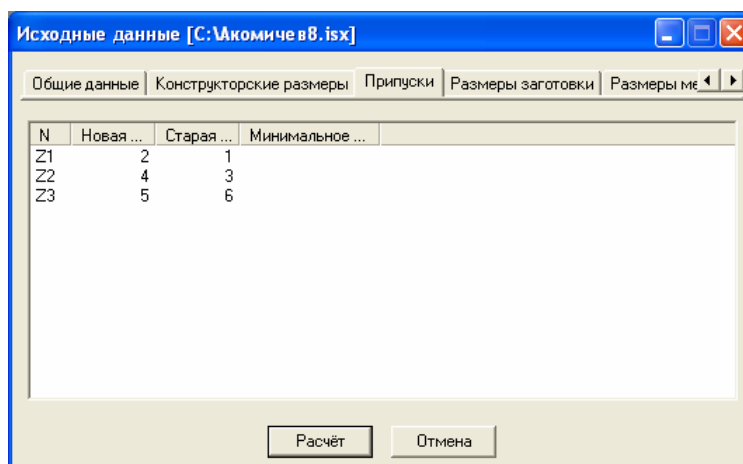 Исходные данные [C:\Акомичев8.isx]
Общие данные Конструкторские размеры Припуски Размеры заготовки Размеры ме
N Новая ... Старая ... Минимальное ...
Z1 2 1
Z2 4 3
Z3 5 6
Расчёт Отмена